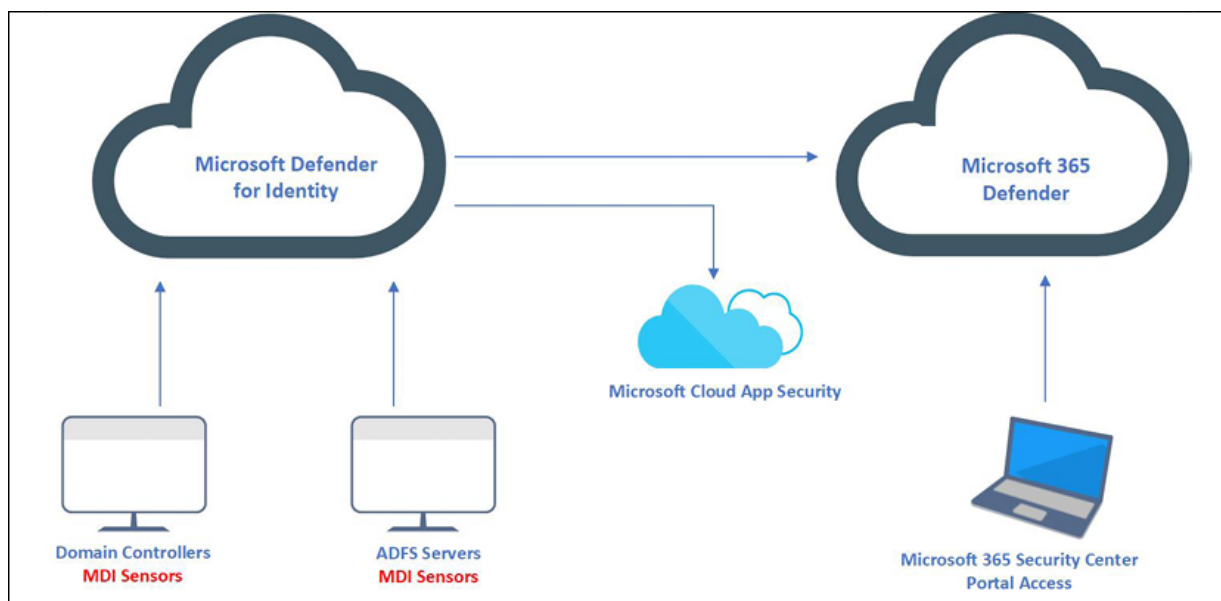 Microsoft Defender
for Identity
Microsoft 365
Defender
Microsoft Cloud App Security
Domain Controllers
MDI Sensors
ADFS Servers
MDI Sensors
Microsoft 365 Security Center
Portal Access